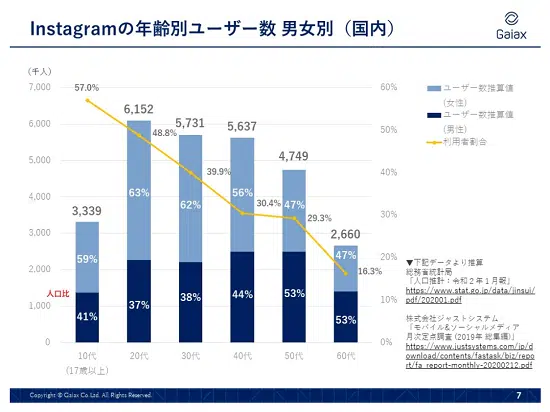 Instagramの年齢別ユーザー数 男女別（国内）
Gaiax
(千人)
7,000
6,000
5,000
4,000
3,000
2,000
1,000
0
人口比
57.0%
6,152
5,731
5,637
4,749
3,339
2,660
48.8%
39.9%
30.4%
29.3%
16.3%
59%
63%
62%
56%
47%
47%
41%
37%
38%
44%
53%
53%
10代
(17歳以上)
20代
30代
40代
50代
60代
60%
50%
40%
30%
20%
10%
0%
ユーザー数推算値
(女性)
ユーザー数推算値
(男性)
利用者割合
▼下記データより推算
総務省統計局
「人口推計：令和２年１月報」
https://www.stat.go.jp/data/jinsui/
pdf/202001.pdf
株式会社ジャストシステム
「モバイル&ソーシャルメディア
月次定点調査 (2019年 総集編)」
https://www.justsystems.com/jp/d
ownload/contents/fastask/biz/repo
rt/fa_report-monthly-20200212.pdf
Copyright © Gaiax Co.Ltd. All Rights Reserved.
7